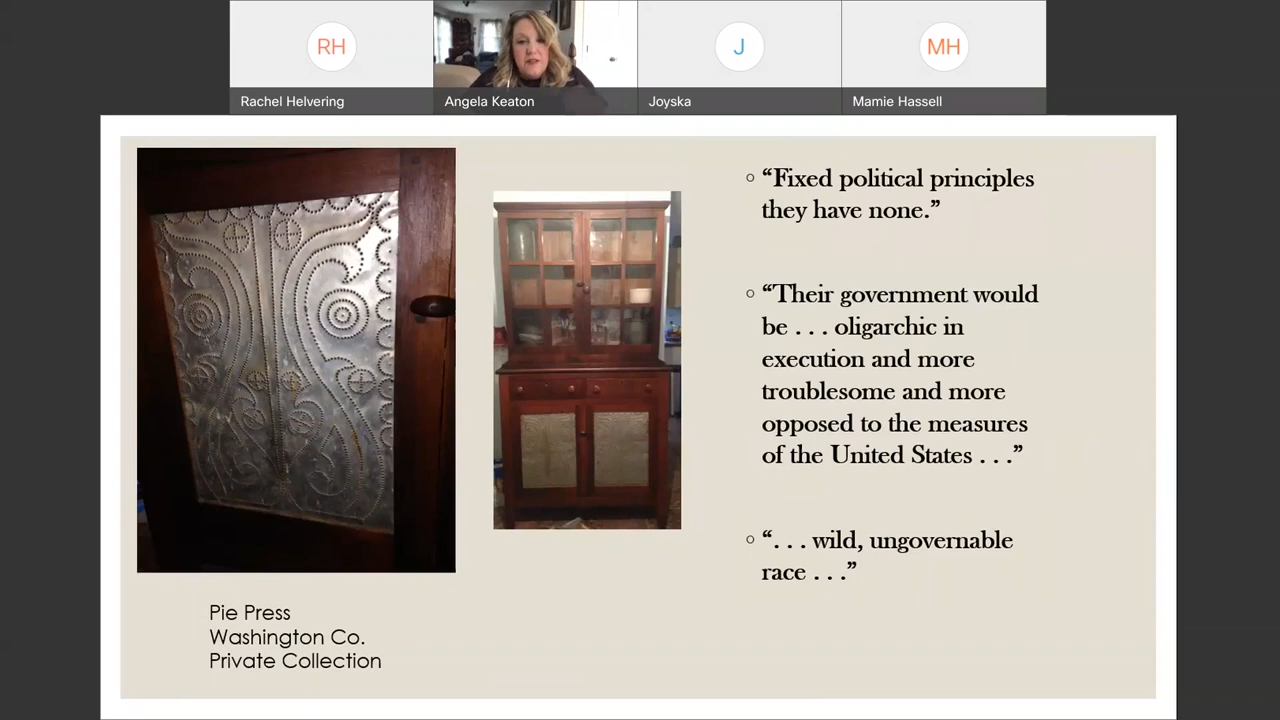 RH
J
MH
Rachel Helvering
Angela Keaton
Joyska
Mamie Hassell
“Fixed political principles
they have none.”
“Their government would
be . . . oligarchic in
execution and more
troublesome and more
opposed to the measures
of the United States . . .”
“. . . wild, ungovernable
race . . .”
Pie Press
Washington Co.
Private Collection